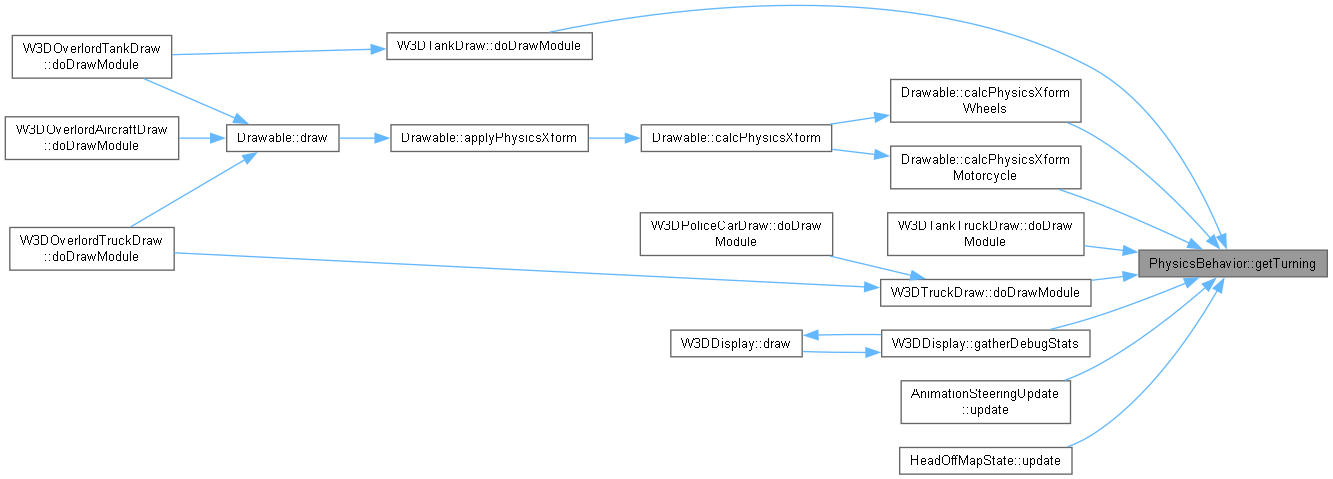 W3DOverlordTankDraw
::doDrawModule
W3DOverlordAircraftDraw
::doDrawModule
W3DOverlordTruckDraw
::doDrawModule
Drawable::draw
W3DTankDraw::doDrawModule
Drawable::applyPhysicsXform
Drawable::calcPhysicsXform
Drawable::calcPhysicsXform
Wheels
Drawable::calcPhysicsXform
Motorcycle
W3DPoliceCarDraw::doDraw
Module
W3DTankTruckDraw::doDraw
Module
W3DTruckDraw::doDrawModule
W3DDisplay::draw
W3DDisplay::gatherDebugStats
AnimationSteeringUpdate
::update
HeadOffMapState::update
PhysicsBehavior::getTurning